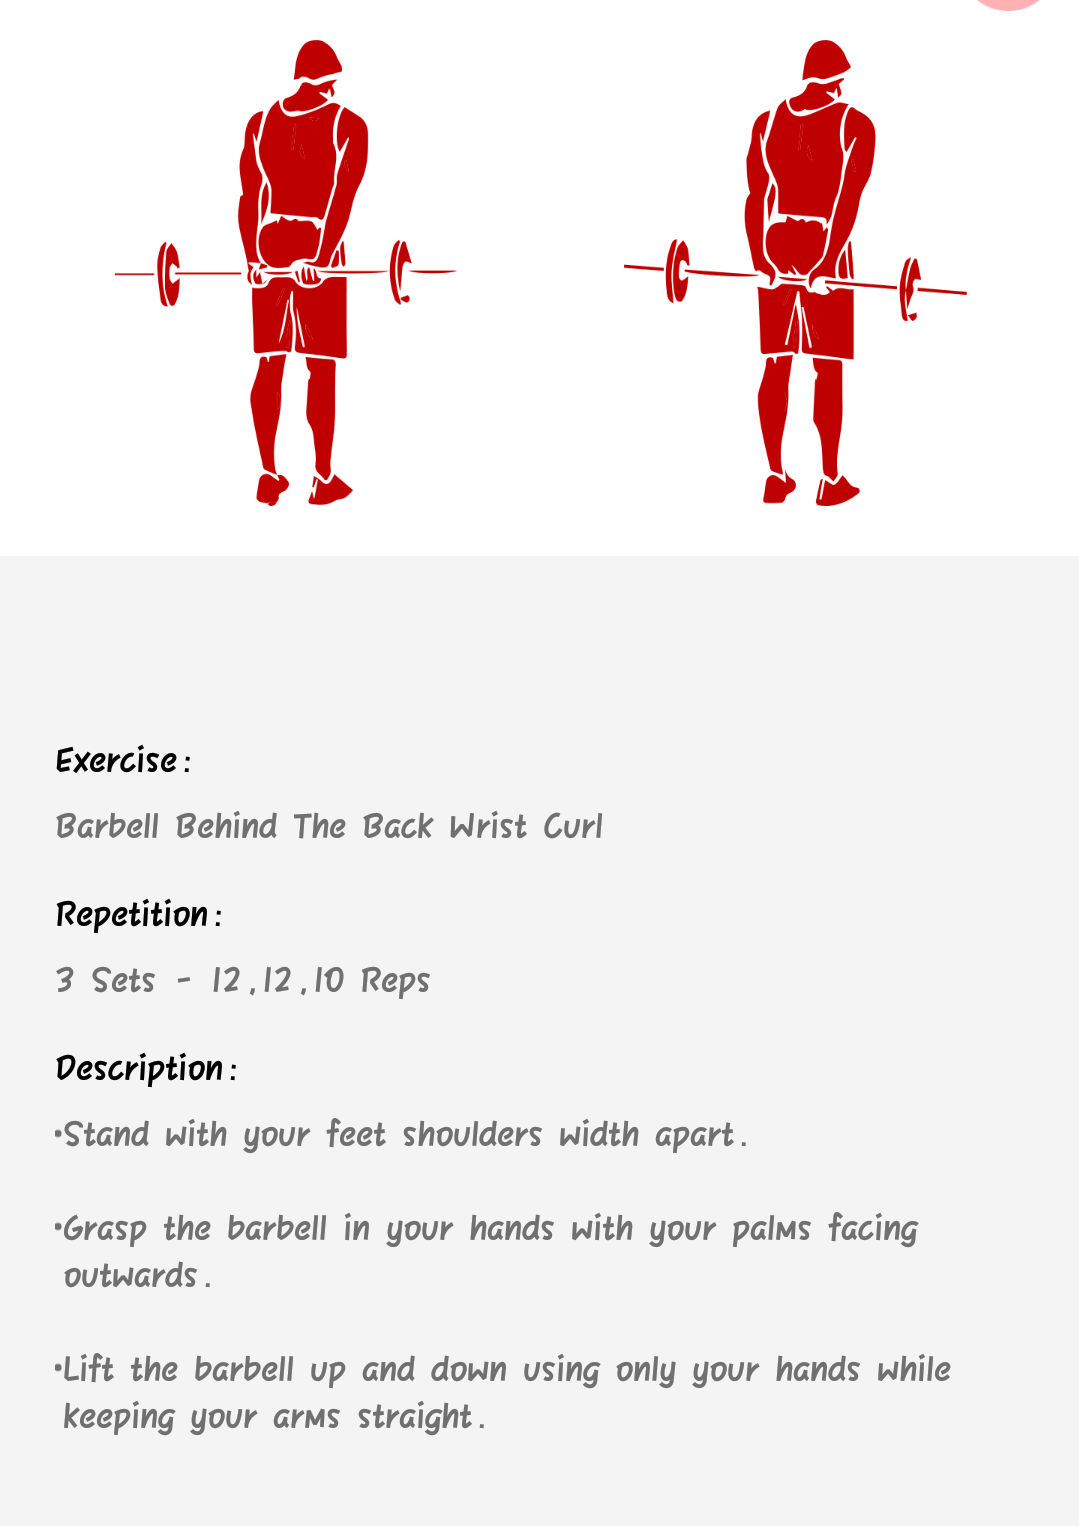 Exercise:
Barbell Behind The Back Wrist Curl
Repetition:
3 Sets - 12,12,10 Reps
Description:
•Stand with your feet shoulders width apart.
•Grasp the barbell in your hands with your palms facing
outwards.
•Lift the barbell up and down using only your hands while
keeping your arms straight.